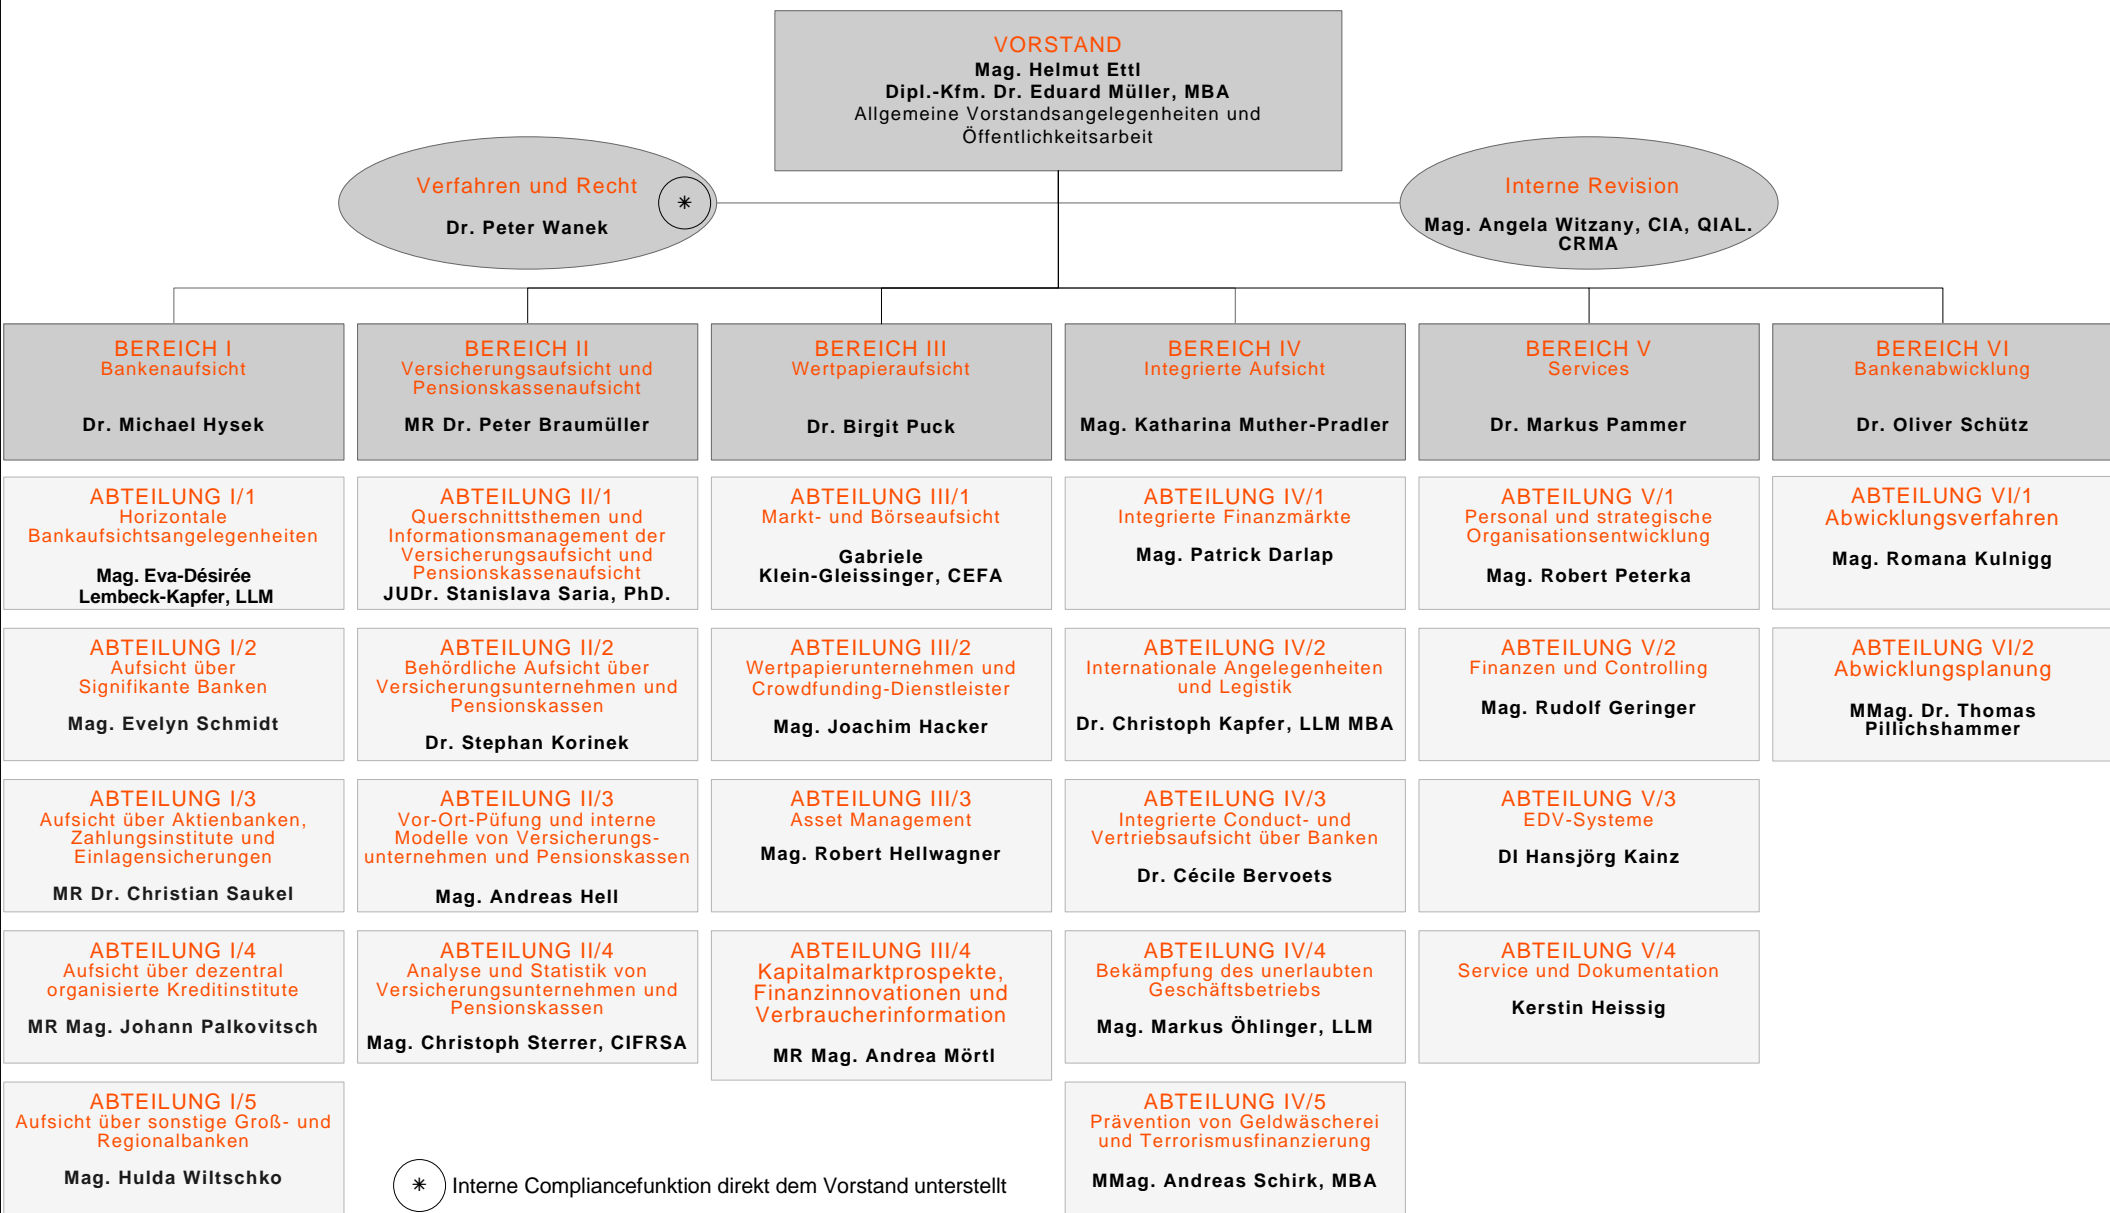 VORSTAND
Mag. Helmut Ettl
Dipl.-Kfm. Dr. Eduard Müller, MBA
Allgemeine Vorstandsangelegenheiten und
Öffentlichkeitsarbeit
Verfahren und Recht
*
Dr. Peter Wanek
Interne Revision
Mag. Angela Witzany, CIA, QIAL.
CRMA
BEREICH I
Bankenaufsicht
Dr. Michael Hysek
BEREICH II
Versicherungsaufsicht und
Pensionskassenaufsicht
MR Dr. Peter Braumüller
BEREICH III
Wertpapieraufsicht
Dr. Birgit Puck
BEREICH IV
Integrierte Aufsicht
Mag. Katharina Muther-Pradler
BEREICH V
Services
Dr. Markus Pammer
BEREICH VI
Bankenabwicklung
Dr. Oliver Schütz
ABTEILUNG I/1
Horizontale
Bankaufsichtsangelegenheiten
Mag. Eva-Désirée
Lembeck-Kapfer, LLM
ABTEILUNG II/1
Querschnittsthemen und
Informationsmanagement der
Versicherungsaufsicht und
Pensionskassenaufsicht
JUDr. Stanislava Saria, PhD.
ABTEILUNG III/1
Markt- und Börseaufsicht
Gabriele
Klein-Gleissinger, CEFA
ABTEILUNG IV/1
Integrierte Finanzmärkte
Mag. Patrick Darlap
ABTEILUNG V/1
Personal und strategische
Organisationsentwicklung
Mag. Robert Peterka
ABTEILUNG VI/1
Abwicklungsverfahren
Mag. Romana Kulnigg
ABTEILUNG I/2
Aufsicht über
Signifikante Banken
Mag. Evelyn Schmidt
ABTEILUNG II/2
Behördliche Aufsicht über
Versicherungsunternehmen und
Pensionskassen
Dr. Stephan Korinek
ABTEILUNG III/2
Wertpapierunternehmen und
Crowdfunding-Dienstleister
Mag. Joachim Hacker
ABTEILUNG IV/2
Internationale Angelegenheiten
und Legistik
Dr. Christoph Kapfer, LLM MBA
ABTEILUNG V/2
Finanzen und Controlling
Mag. Rudolf Geringer
ABTEILUNG VI/2
Abwicklungsplanung
MMag. Dr. Thomas
Pillichshammer
ABTEILUNG I/3
Aufsicht über Aktienbanken,
Zahlungsinstitute und
Einlagensicherungen
MR Dr. Christian Saukel
ABTEILUNG II/3
Vor-Ort-Püfung und interne
Modelle von Versicherungs-
unternehmen und Pensionskassen
Mag. Andreas Hell
ABTEILUNG III/3
Asset Management
Mag. Robert Hellwagner
ABTEILUNG IV/3
Integrierte Conduct- und
Vertriebsaufsicht über Banken
Dr. Cécile Bervoets
ABTEILUNG V/3
EDV-Systeme
DI Hansjörg Kainz
ABTEILUNG I/4
Aufsicht über dezentral
organisierte Kreditinstitute
MR Mag. Johann Palkovitsch
ABTEILUNG II/4
Analyse und Statistik von
Versicherungsunternehmen und
Pensionskassen
Mag. Christoph Sterrer, CIFRSA
ABTEILUNG III/4
Kapitalmarktprospekte,
Finanzinnovationen und
Verbraucherinformation
MR Mag. Andrea Mörtl
ABTEILUNG IV/4
Bekämpfung des unerlaubten
Geschäftsbetriebs
Mag. Markus Öhlinger, LLM
ABTEILUNG V/4
Service und Dokumentation
Kerstin Heissig
ABTEILUNG I/5
Aufsicht über sonstige Groß- und
Regionalbanken
Mag. Hulda Wiltschko
ABTEILUNG IV/5
Prävention von Geldwäscherei
und Terrorismusfinanzierung
MMag. Andreas Schirk, MBA
* Interne Compliancefunktion direkt dem Vorstand unterstellt